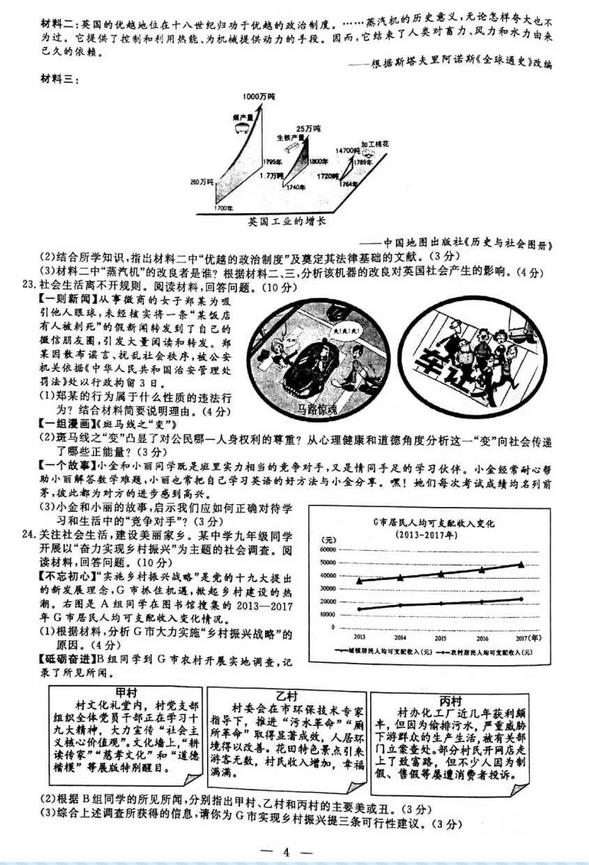 材料二:英国的优越地位在十八世纪归功于优越的政治制度。……蒸汽机的历史意义,无论怎样夸大也不
为过。它提供了控制和利用热能、为机械提供动力的手段。因而,它结束了人类对畜力、风力和水力由来
已久的依赖。
——根据斯塔夫里阿诺斯《全球通史》改编
材料三:
1000万吨
煤产量
25万吨
生铁产量
14700吨
加工棉花
1795年
1800年
1789年
260万吨
1.7万吨
1720吨
1740年
1764年
1700年
英国工业的增长
——中国地图出版社《历史与社会图册》
(2)结合所学知识,指出材料二中“优越的政治制度”及奠定其法律基础的文献。(3分)
(3)材料二中“蒸汽机”的改良者是谁?根据材料二、三,分析该机器的改良对英国社会产生的影响。(4分)
23.社会生活离不开规则。阅读材料,回答问题。(10分)
【一则新闻】从事微商的女子郑某为吸
引他人眼球,未经核实将一条“某饭店
有人被刺死”的假新闻转发到了自己的
微信朋友圈,引发大量阅读和转发。郑
某因散布谣言、扰乱社会秩序,被公安
机关依据《中华人民共和国治安管理处
罚法》处以行政拘留3日。
(1)郑某的行为属于什么性质的违法行
为?结合材料简要说明理由。(4分)
马路惊魂
车让人
【一组漫画】《斑马线之“变”》
(2)斑马线之“变”凸显了对公民哪一人身权利的尊重?从心理健康和道德角度分析这一“变”向社会传递
了哪些正能量?(3分)
【一个故事】小金和小丽同学既是班里实力相当的竞争对手,又是情同手足的学习伙伴。小金经常耐心帮
助小丽解答数学难题,小丽也常把自己学习英语的好方法与小金分享。嘿!她们每次考试成绩均名列前
茅,彼此都为对方的进步感到高兴。
(3)小金和小丽的故事,启示我们应如何正确对待学
习和生活中的“竞争对手”?(3分)
24.关注社会生活,建设美丽家乡。某中学九年级同学
开展以“奋力实现乡村振兴”为主题的社会调查。阅
读材料,回答问题。(10分)
【不忘初心】“实施乡村振兴战略”是党的十九大提出
的新发展理念,G市抓住机遇,掀起乡村建设的热
潮。右图是A组同学在图书馆搜集的2013—2017
年G市居民人均可支配收入变化情况。
(1)根据材料,分析G市大力实施“乡村振兴战略”的
原因。(4分)
G市居民人均可支配收入变化
(2013-2017年)
(元)
60000
50000
40000
30000
20000
10000
0
2013 2014 2015 2016 2017(年)
城镇居民人均可支配收入(元) 农村居民人均可支配收入(元)
【砥砺奋进】B组同学到G市农村开展实地调查,记
录了所见所闻。
甲村
村文化礼堂内,村党支部
组织全体党员干部正在学习十
九大精神,大力宣传“社会主
义核心价值观”。文化墙上,“耕
读传家”“慈孝文化”和“道德
楷模”等展版特别醒目。
乙村
村委会在市环保技术专家
指导下,推进“污水革命”“厕
所革命”取得显著成效,人居环
境得以改善。花田特色景点引来
游客无数,村民收入增加,幸福
满满。
丙村
村办化工厂近几年获利颇
丰,但因为偷排污水,严重威胁
下游群众的生产生活,被有关部
门立案查处。部分村民开网店走
上了致富路,但不少人因为制
假、售假等屡遭消费者投诉。
(2)根据B组同学的所见所闻,分别指出甲村、乙村和丙村的主要美或丑。(3分)
(3)综合上述调查所获得的信息,请你为G市实现乡村振兴提三条可行性建议。(3分)
— 4 —